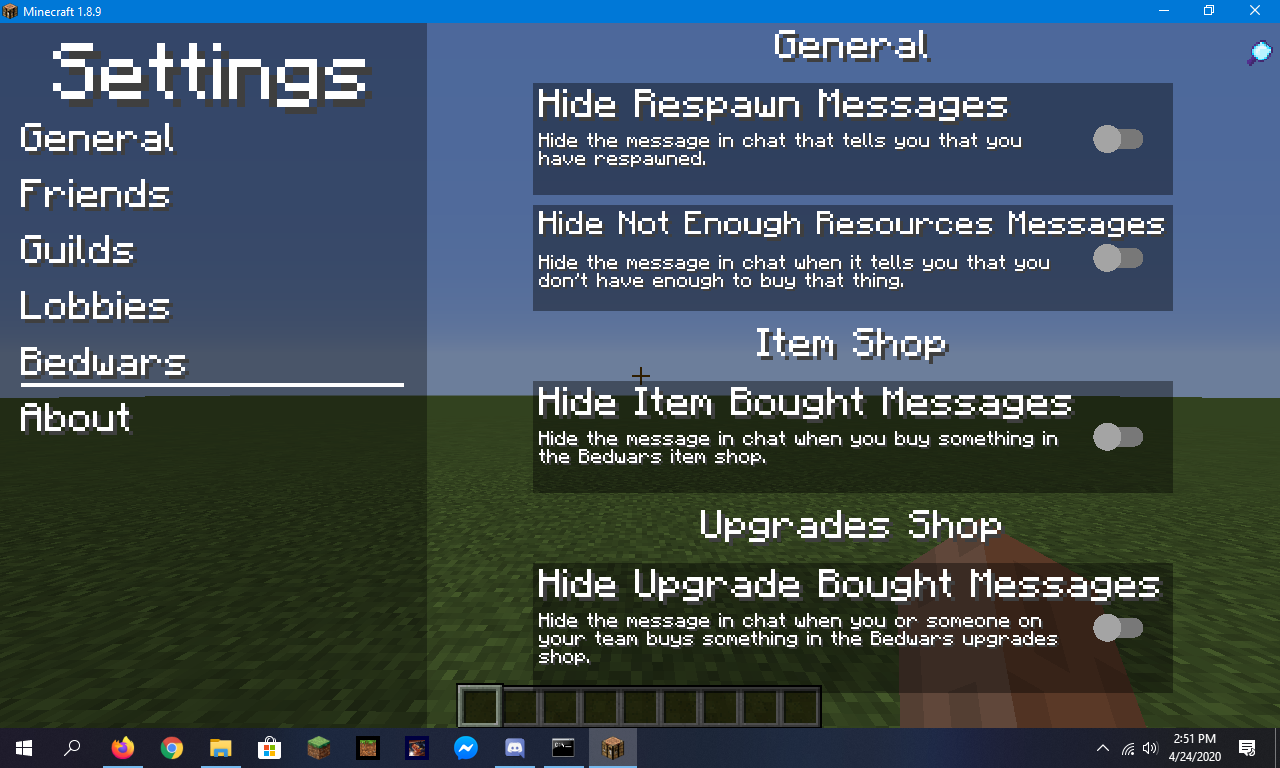 Minecraft 1.8.9
Settings
General
Friends
Guilds
Lobbies
Bedwars
About
General
Hide Respawn Messages
Hide the message in chat that tells you that you
have respawned.
Hide Not Enough Resources Messages
Hide the message in chat when it tells you that you
don't have enough to buy that thing.
Item Shop
Hide Item Bought Messages
Hide the message in chat when you buy something in
the Bedwars item shop.
Upgrades Shop
Hide Upgrade Bought Messages
Hide the message in chat when you or someone on
your team buys something in the Bedwars upgrades
shop.
2:51 PM
4/24/2020